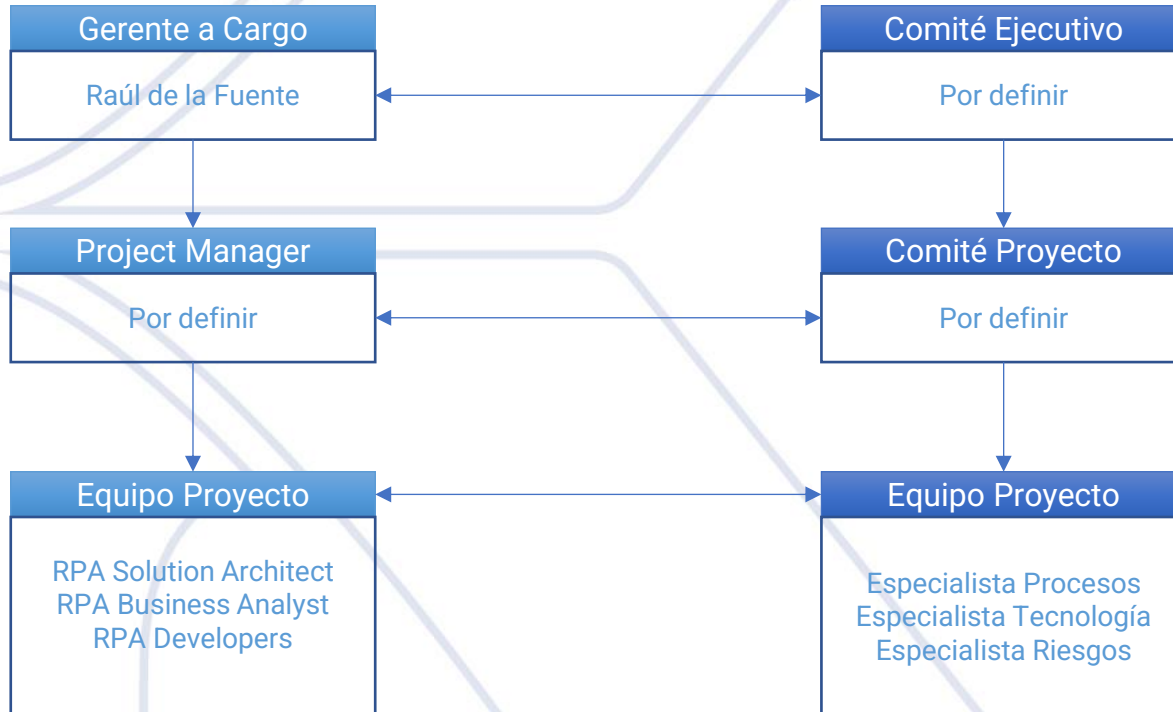 Gerente a Cargo
Raúl de la Fuente
Comité Ejecutivo
Por definir
Project Manager
Por definir
Comité Proyecto
Por definir
Equipo Proyecto
RPA Solution Architect
RPA Business Analyst
RPA Developers
Equipo Proyecto
Especialista Procesos
Especialista Tecnología
Especialista Riesgos